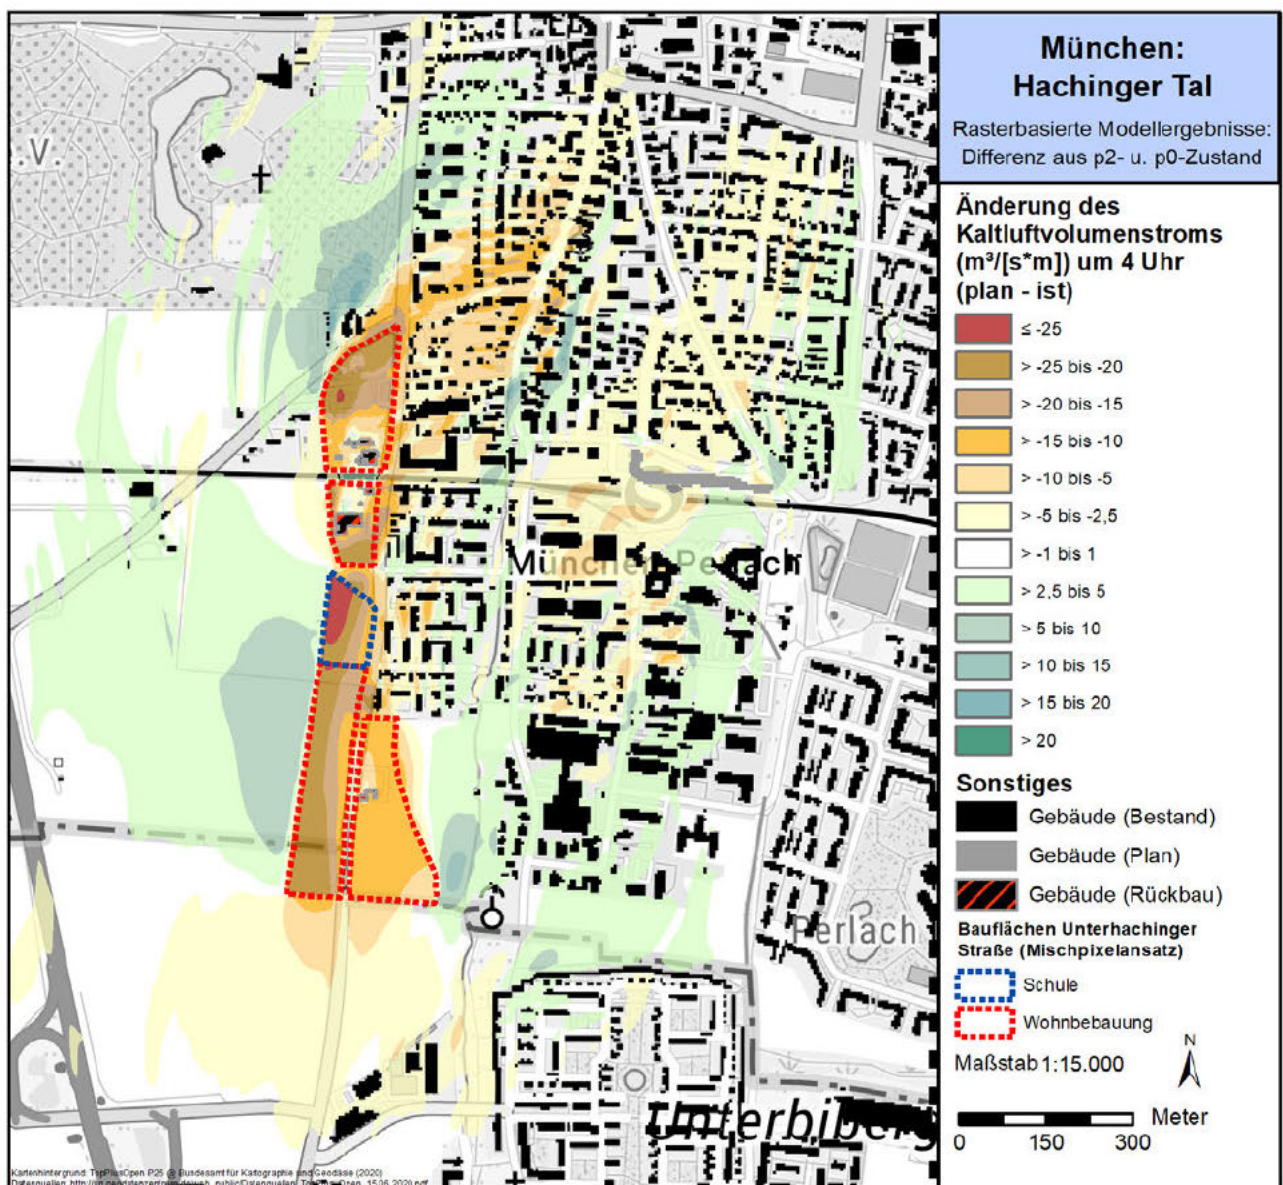 München:
Hachinger Tal
Rasterbasierte Modellergebnisse:
Differenz aus p2- u. p0-Zustand
Änderung des
Kaltluftvolumenstroms
(m³/[s*m]) um 4 Uhr
(plan - ist)
≤ -25
> -25 bis -20
> -20 bis -15
> -15 bis -10
> -10 bis -5
> -5 bis -2,5
> -1 bis 1
> 2,5 bis 5
> 5 bis 10
> 10 bis 15
> 15 bis 20
> 20
Sonstiges
Gebäude (Bestand)
Gebäude (Plan)
Gebäude (Rückbau)
Bauflächen Unterhachinger
Straße (Mischpixelansatz)
Schule
Wohnbebauung
Maßstab 1:15.000
N
Meter
0 150 300
.V.
München-Perlach
Perlach
Unterbiberg
Kartenhintergrund: TopPlusOpen P25 @ Bundesamt für Kartographie und Geodäsie (2020)